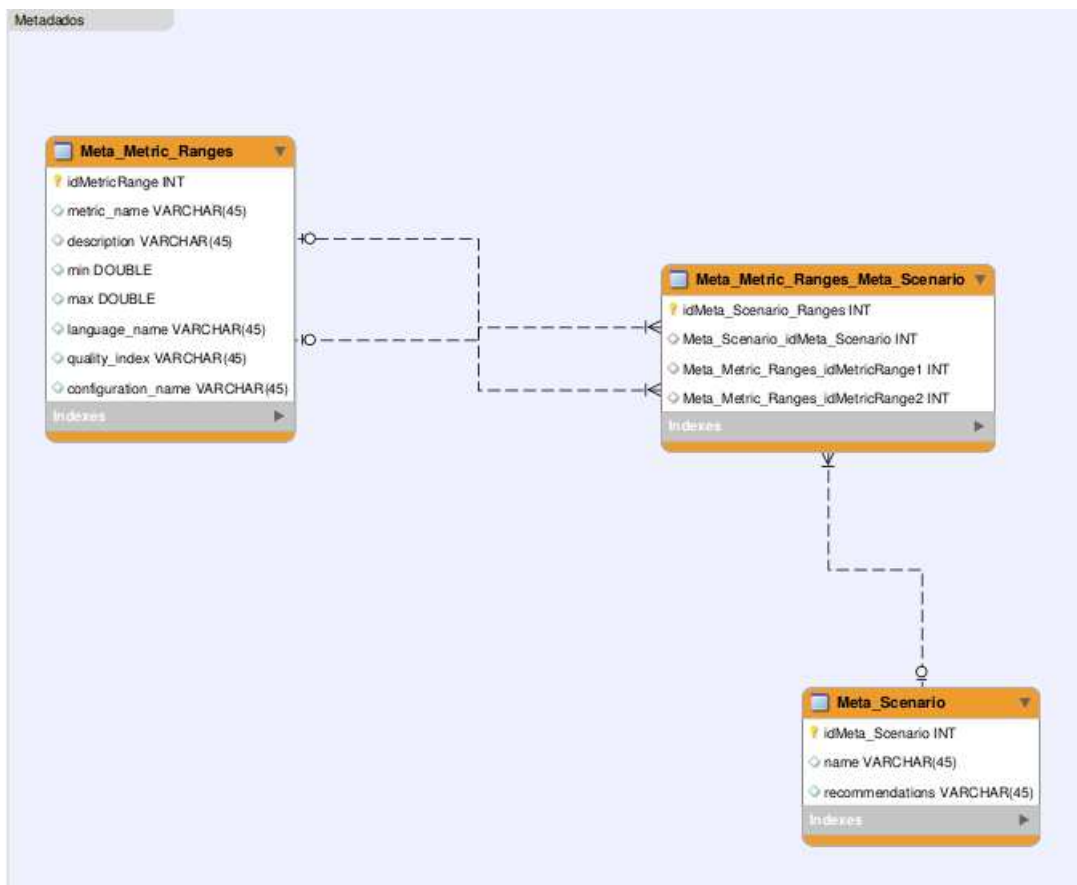 Metadados
Meta_Metric_Ranges
idMetricRange INT
metric_name VARCHAR(45)
description VARCHAR(45)
min DOUBLE
max DOUBLE
language_name VARCHAR(45)
quality_index VARCHAR(45)
configuration_name VARCHAR(45)
Indexes
Meta_Metric_Ranges_Meta_Scenario
idMeta_Scenario_Ranges INT
Meta_Scenario_idMeta_Scenario INT
Meta_Metric_Ranges_idMetricRange1 INT
Meta_Metric_Ranges_idMetricRange2 INT
Indexes
Meta_Scenario
idMeta_Scenario INT
name VARCHAR(45)
recommendations VARCHAR(45)
Indexes